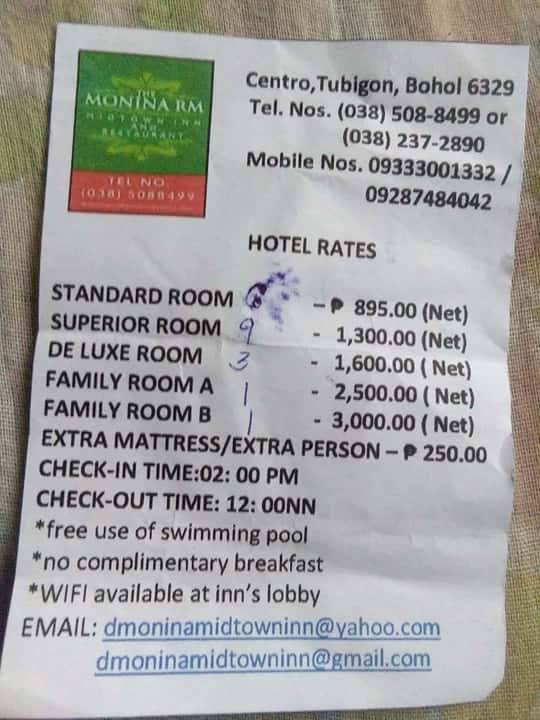 THE
MONINA RM
MIDTOWN INN
AND
RESTAURANT
TEL NO.
(038) 5088499
Centro,Tubigon, Bohol 6329
Tel. Nos. (038) 508-8499 or
(038) 237-2890
Mobile Nos. 09333001332 /
09287484042
HOTEL RATES
STANDARD ROOM – ₱ 895.00 (Net)
SUPERIOR ROOM 9 - 1,300.00 (Net)
DE LUXE ROOM 3 - 1,600.00 ( Net)
FAMILY ROOM A 1 - 2,500.00 ( Net)
FAMILY ROOM B 1 - 3,000.00 ( Net)
EXTRA MATTRESS/EXTRA PERSON – ₱ 250.00
CHECK-IN TIME:02: 00 PM
CHECK-OUT TIME: 12: 00NN
*free use of swimming pool
*no complimentary breakfast
*WIFI available at inn's lobby
EMAIL: dmoninamidtowninn@yahoo.com
dmoninamidtowninn@gmail.com